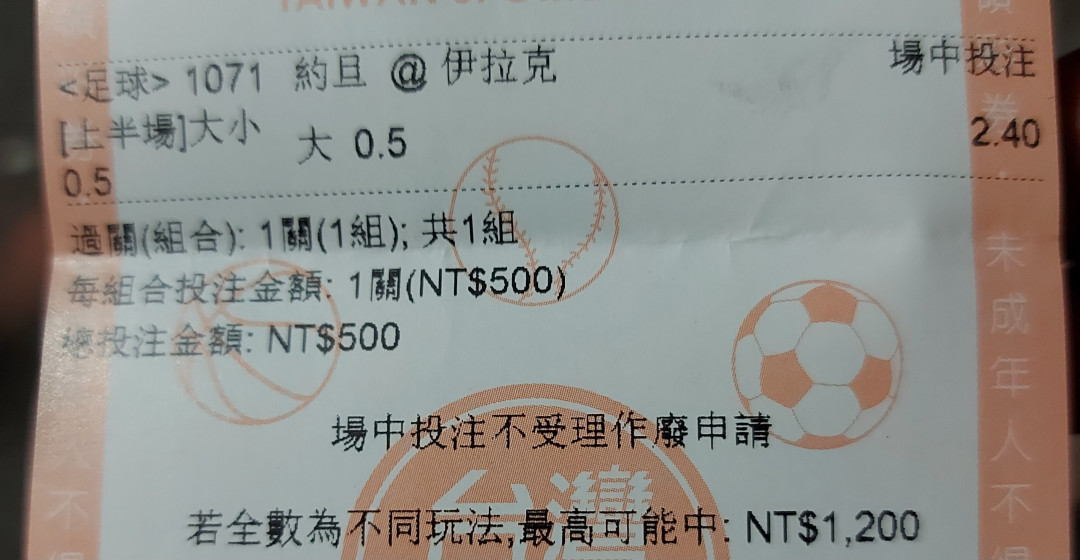 <足球> 1071 約旦 @ 伊拉克 場中投注
[上半場]大小 大 0.5 2.40
0.5
過關(組合): 1關(1組); 共1組
每組合投注金額: 1關(NT$500)
總投注金額: NT$500
場中投注不受理作廢申請
台灣
若全數為不同玩法,最高可能中: NT$1,200
未成年人不得